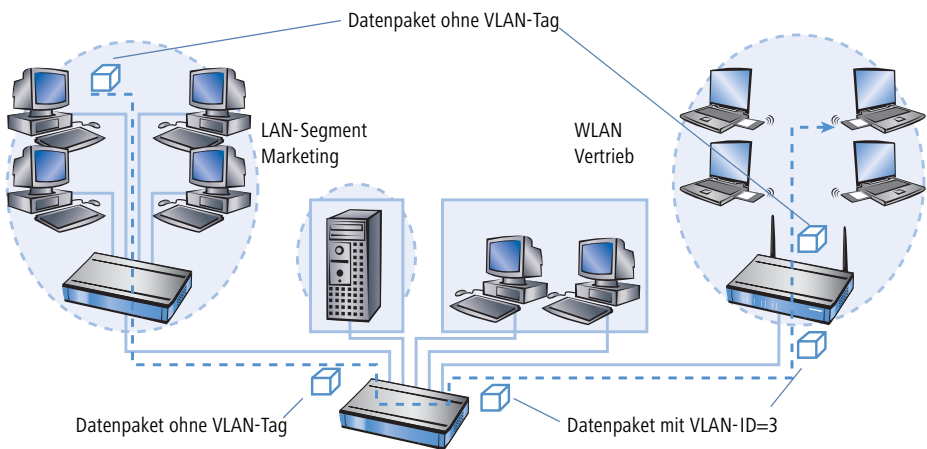 Datenpaket ohne VLAN-Tag
LAN-Segment
Marketing
WLAN
Vertrieb
Datenpaket ohne VLAN-Tag
Datenpaket mit VLAN-ID=3